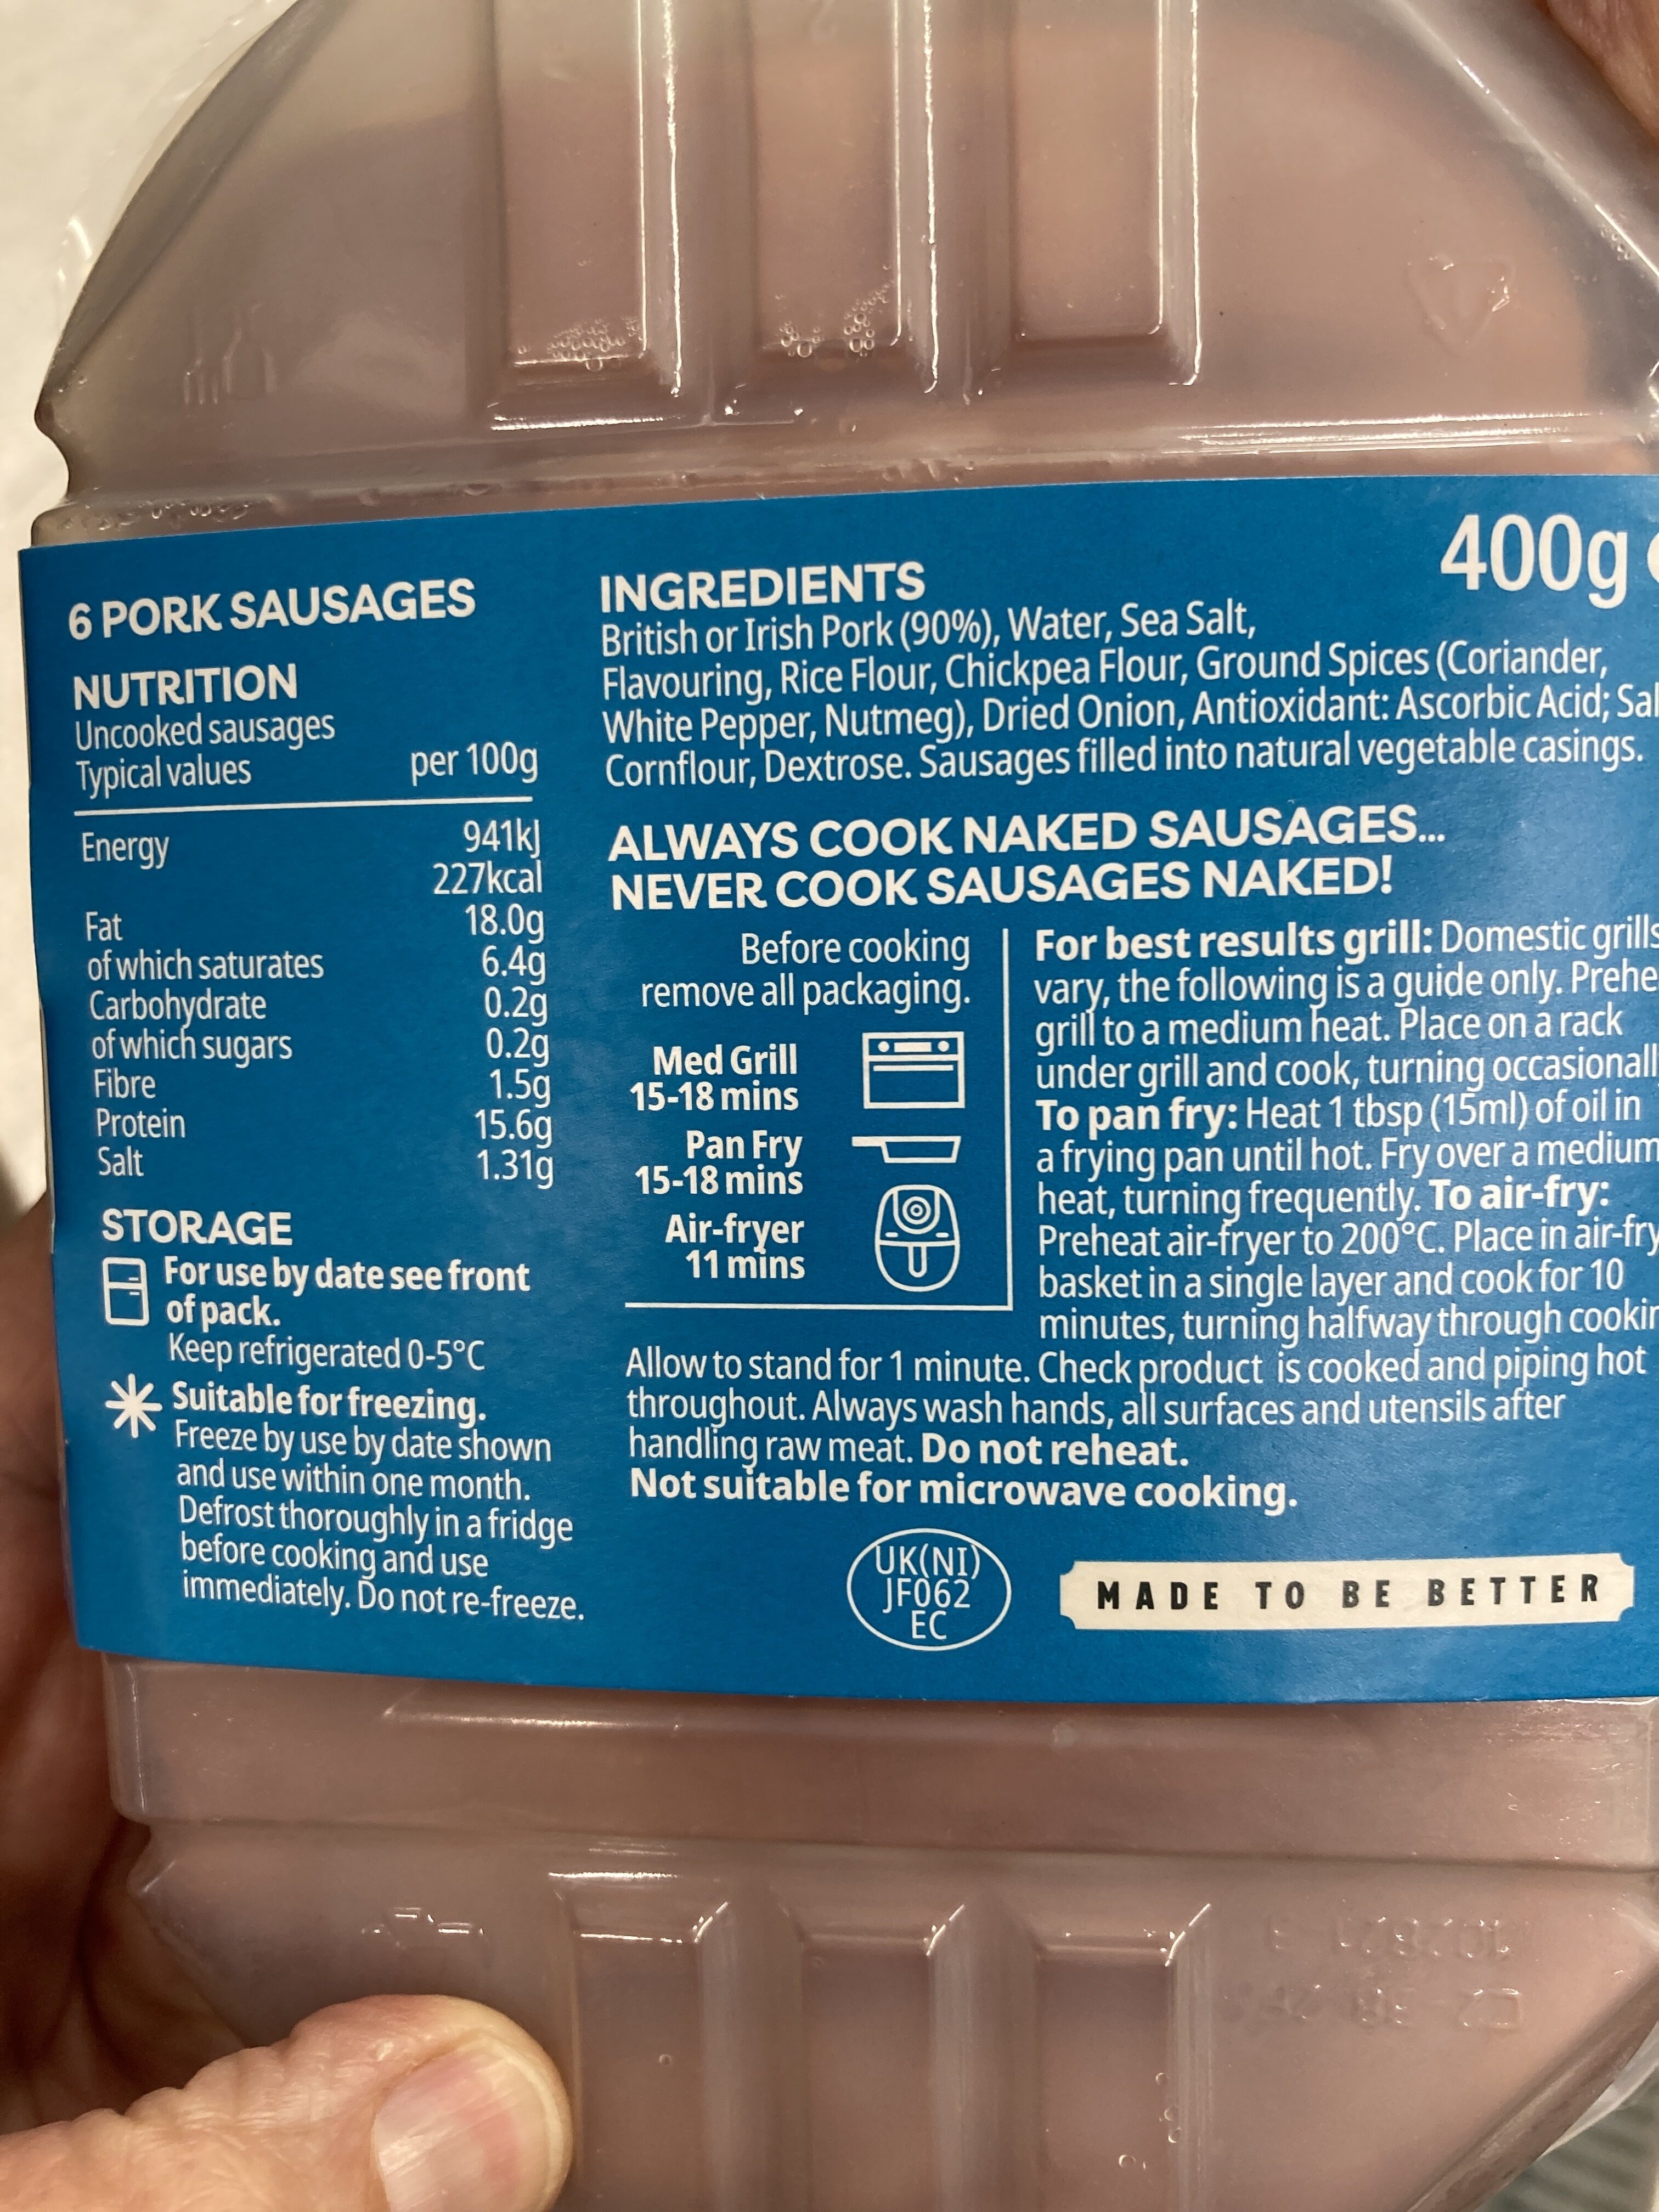 400g
6 PORK SAUSAGES
NUTRITION
Uncooked sausages
Typical values per 100g
Energy 941kJ
227kcal
Fat 18.0g
of which saturates 6.4g
Carbohydrate 0.2g
of which sugars 0.2g
Fibre 1.5g
Protein 15.6g
Salt 1.31g
STORAGE
For use by date see front
of pack.
Keep refrigerated 0-5°C
Suitable for freezing.
Freeze by use by date shown
and use within one month.
Defrost thoroughly in a fridge
before cooking and use
immediately. Do not re-freeze.
INGREDIENTS
British or Irish Pork (90%), Water, Sea Salt,
Flavouring, Rice Flour, Chickpea Flour, Ground Spices (Coriander,
White Pepper, Nutmeg), Dried Onion, Antioxidant: Ascorbic Acid; Sal
Cornflour, Dextrose. Sausages filled into natural vegetable casings.
ALWAYS COOK NAKED SAUSAGES...
NEVER COOK SAUSAGES NAKED!
Before cooking
remove all packaging.
Med Grill
15-18 mins
Pan Fry
15-18 mins
Air-fryer
11 mins
For best results grill: Domestic grills
vary, the following is a guide only. Prehe
grill to a medium heat. Place on a rack
under grill and cook, turning occasionall
To pan fry: Heat 1 tbsp (15ml) of oil in
a frying pan until hot. Fry over a medium
heat, turning frequently. To air-fry:
Preheat air-fryer to 200°C. Place in air-fry
basket in a single layer and cook for 10
minutes, turning halfway through cookin
Allow to stand for 1 minute. Check product is cooked and piping hot
throughout. Always wash hands, all surfaces and utensils after
handling raw meat. Do not reheat.
Not suitable for microwave cooking.
UK(NI)
JF062
EC
MADE TO BE BETTER